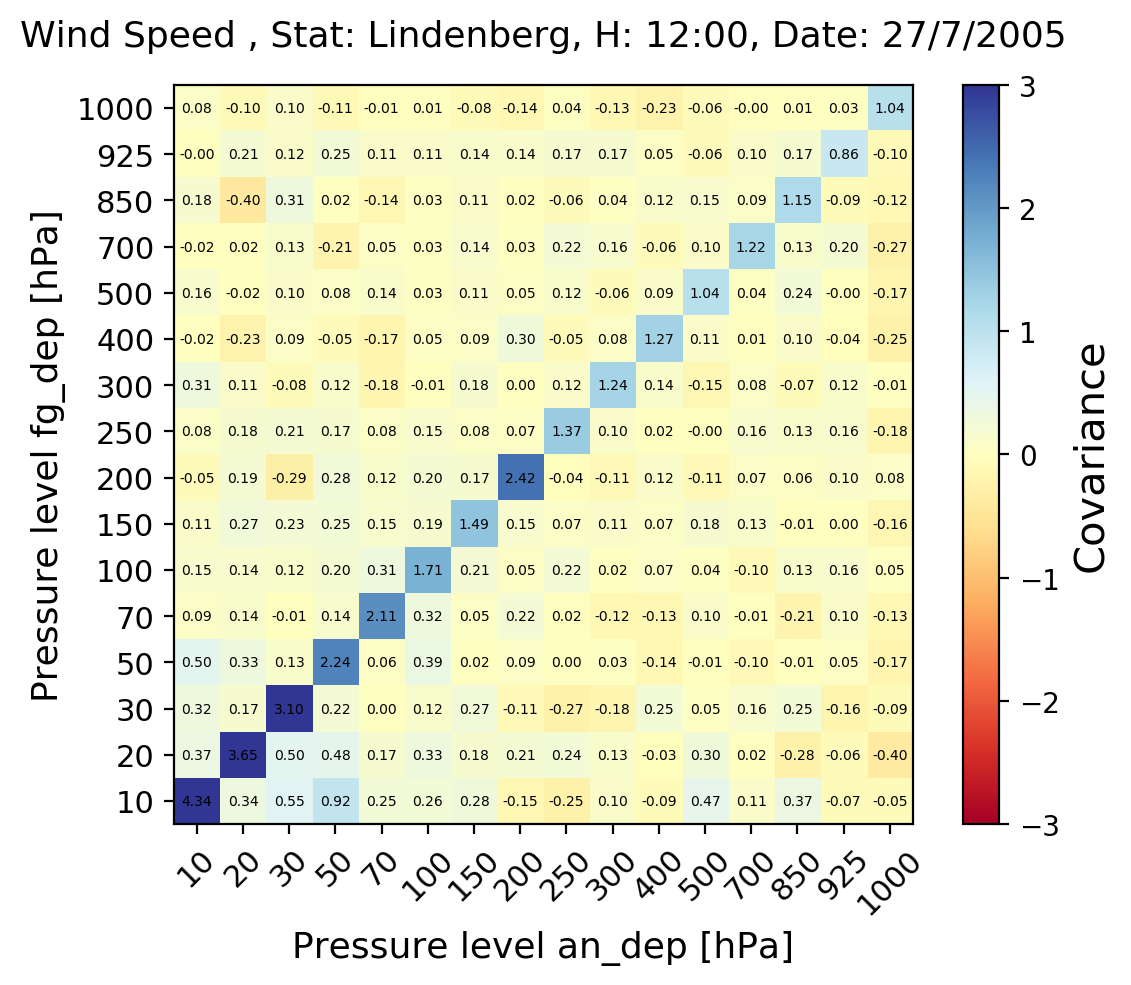 Wind Speed , Stat: Lindenberg, H: 12:00, Date: 27/7/2005
1000 0.08 -0.10 0.10 -0.11 -0.01 0.01 -0.08 -0.14 0.04 -0.13 -0.23 -0.06 -0.00 0.01 0.03 1.04
925 -0.00 0.21 0.12 0.25 0.11 0.11 0.14 0.14 0.17 0.17 0.05 -0.06 0.10 0.17 0.86 -0.10
850 0.18 -0.40 0.31 0.02 -0.14 0.03 0.11 0.02 -0.06 0.04 0.12 0.15 0.09 1.15 -0.09 -0.12
700 -0.02 0.02 0.13 -0.21 0.05 0.03 0.14 0.03 0.22 0.16 -0.06 0.10 1.22 0.13 0.20 -0.27
500 0.16 -0.02 0.10 0.08 0.14 0.03 0.11 0.05 0.12 -0.06 0.09 1.04 0.04 0.24 -0.00 -0.17
400 -0.02 -0.23 0.09 -0.05 -0.17 0.05 0.09 0.30 -0.05 0.08 1.27 0.11 0.01 0.10 -0.04 -0.25
300 0.31 0.11 -0.08 0.12 -0.18 -0.01 0.18 0.00 0.12 1.24 0.14 -0.15 0.08 -0.07 0.12 -0.01
250 0.08 0.18 0.21 0.17 0.08 0.15 0.08 0.07 1.37 0.10 0.02 -0.00 0.16 0.13 0.16 -0.18
200 -0.05 0.19 -0.29 0.28 0.12 0.20 0.17 2.42 -0.04 -0.11 0.12 -0.11 0.07 0.06 0.10 0.08
150 0.11 0.27 0.23 0.25 0.15 0.19 1.49 0.15 0.07 0.11 0.07 0.18 0.13 -0.01 0.00 -0.16
100 0.15 0.14 0.12 0.20 0.31 1.71 0.21 0.05 0.22 0.02 0.07 0.04 -0.10 0.13 0.16 0.05
70 0.09 0.14 -0.01 0.14 2.11 0.32 0.05 0.22 0.02 -0.12 -0.13 0.10 -0.01 -0.21 0.10 -0.13
50 0.50 0.33 0.13 2.24 0.06 0.39 0.02 0.09 0.00 0.03 -0.14 -0.01 -0.10 -0.01 0.05 -0.17
30 0.32 0.17 3.10 0.22 0.00 0.12 0.27 -0.11 -0.27 -0.18 0.25 0.05 0.16 0.25 -0.16 -0.09
20 0.37 3.65 0.50 0.48 0.17 0.33 0.18 0.21 0.24 0.13 -0.03 0.30 0.02 -0.28 -0.06 -0.40
10 4.34 0.34 0.55 0.92 0.25 0.26 0.28 -0.15 -0.25 0.10 -0.09 0.47 0.11 0.37 -0.07 -0.05
10 20 30 50 70 100 150 200 250 300 400 500 700 850 925 1000
Pressure level an_dep [hPa]
Pressure level fg_dep [hPa]
3
2
1
0
−1
−2
−3
Covariance